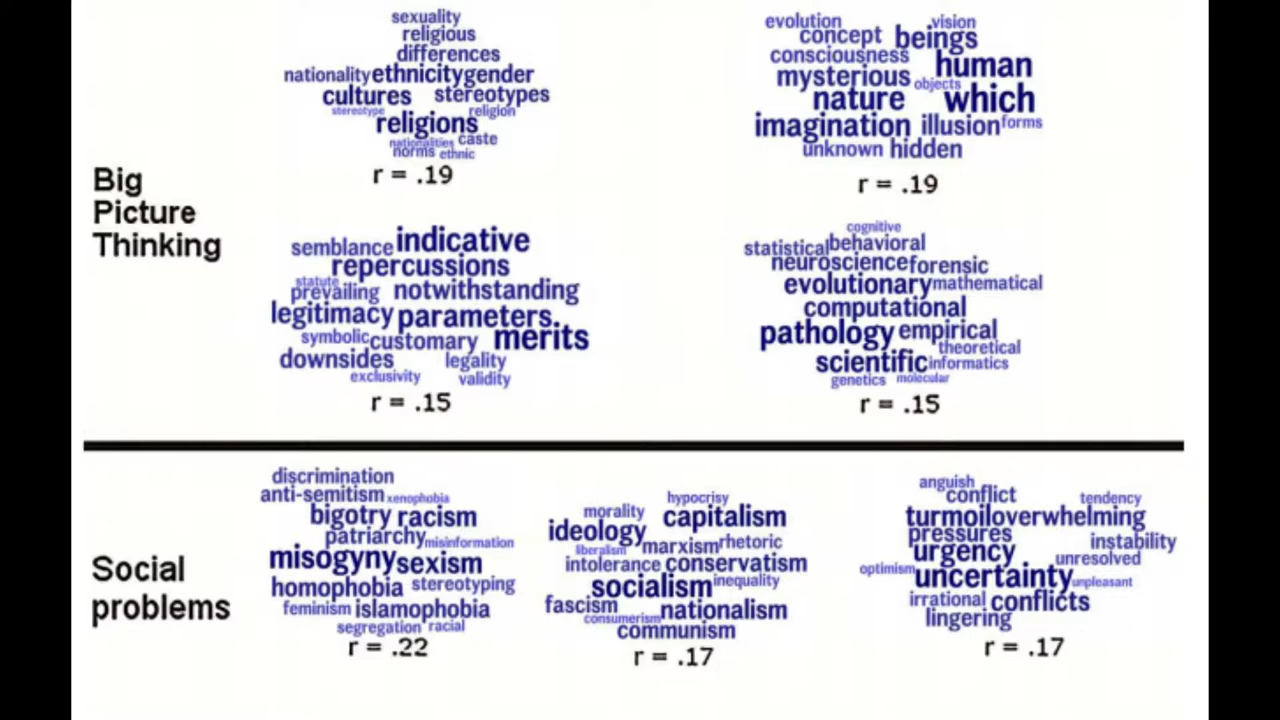 Big
Picture
Thinking
sexuality
religious
differences
nationality ethnicity gender
cultures stereotypes
stereotype religion
religions
nationalities caste
norms ethnic
r = .19
evolution vision
concept beings
consciousness human
mysterious objects
nature which
imagination illusion forms
unknown hidden
r = .19
semblance indicative
repercussions
statute
prevailing notwithstanding
legitimacy parameters
symbolic customary merits
downsides legality
exclusivity validity
r = .15
cognitive
statistical behavioral
neuroscience forensic
evolutionary mathematical
computational
pathology empirical
theoretical
scientific informatics
genetics molecular
r = .15
Social
problems
discrimination
anti-semitism xenophobia
bigotry racism
patriarchy misinformation
misogyny sexism
homophobia stereotyping
feminism islamophobia
segregation racial
r = .22
hypocrisy
morality capitalism
ideology
liberalism marxism rhetoric
intolerance conservatism
socialism inequality
fascism nationalism
consumerism
communism
r = .17
anguish
conflict tendency
turmoil overwhelming
pressures instability
urgency unresolved
optimism uncertainty unpleasant
irrational conflicts
lingering
r = .17